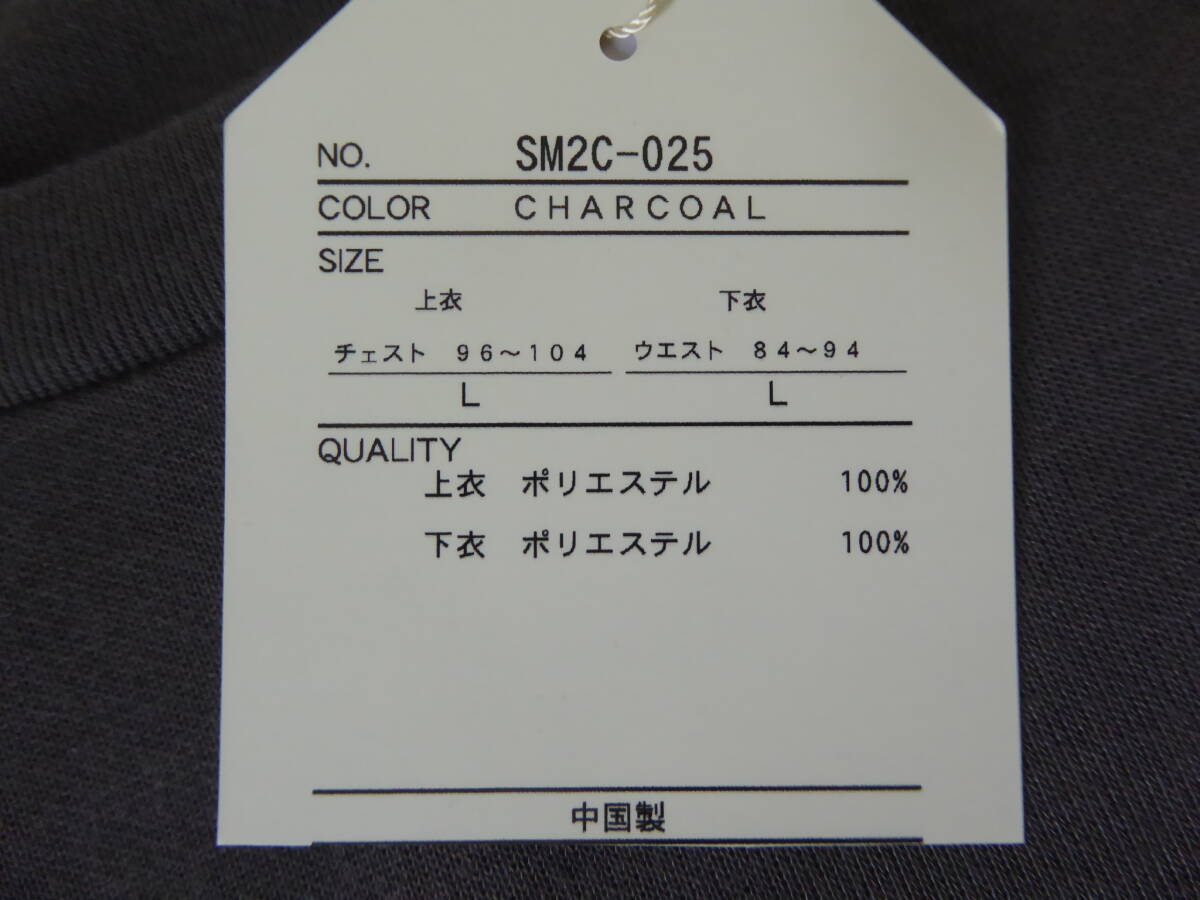 NO. SM2C-025
COLOR CHARCOAL
SIZE
上衣 下衣
チェスト 96～104 ウエスト 84～94
L L
QUALITY
上衣 ポリエステル 100%
下衣 ポリエステル 100%
中国製